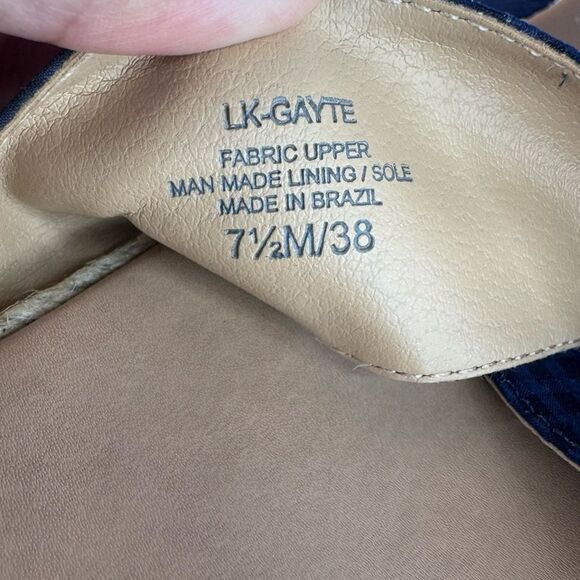 LK-GAYTE
FABRIC UPPER
MAN MADE LINING / SOLE
MADE IN BRAZIL
7½M/38